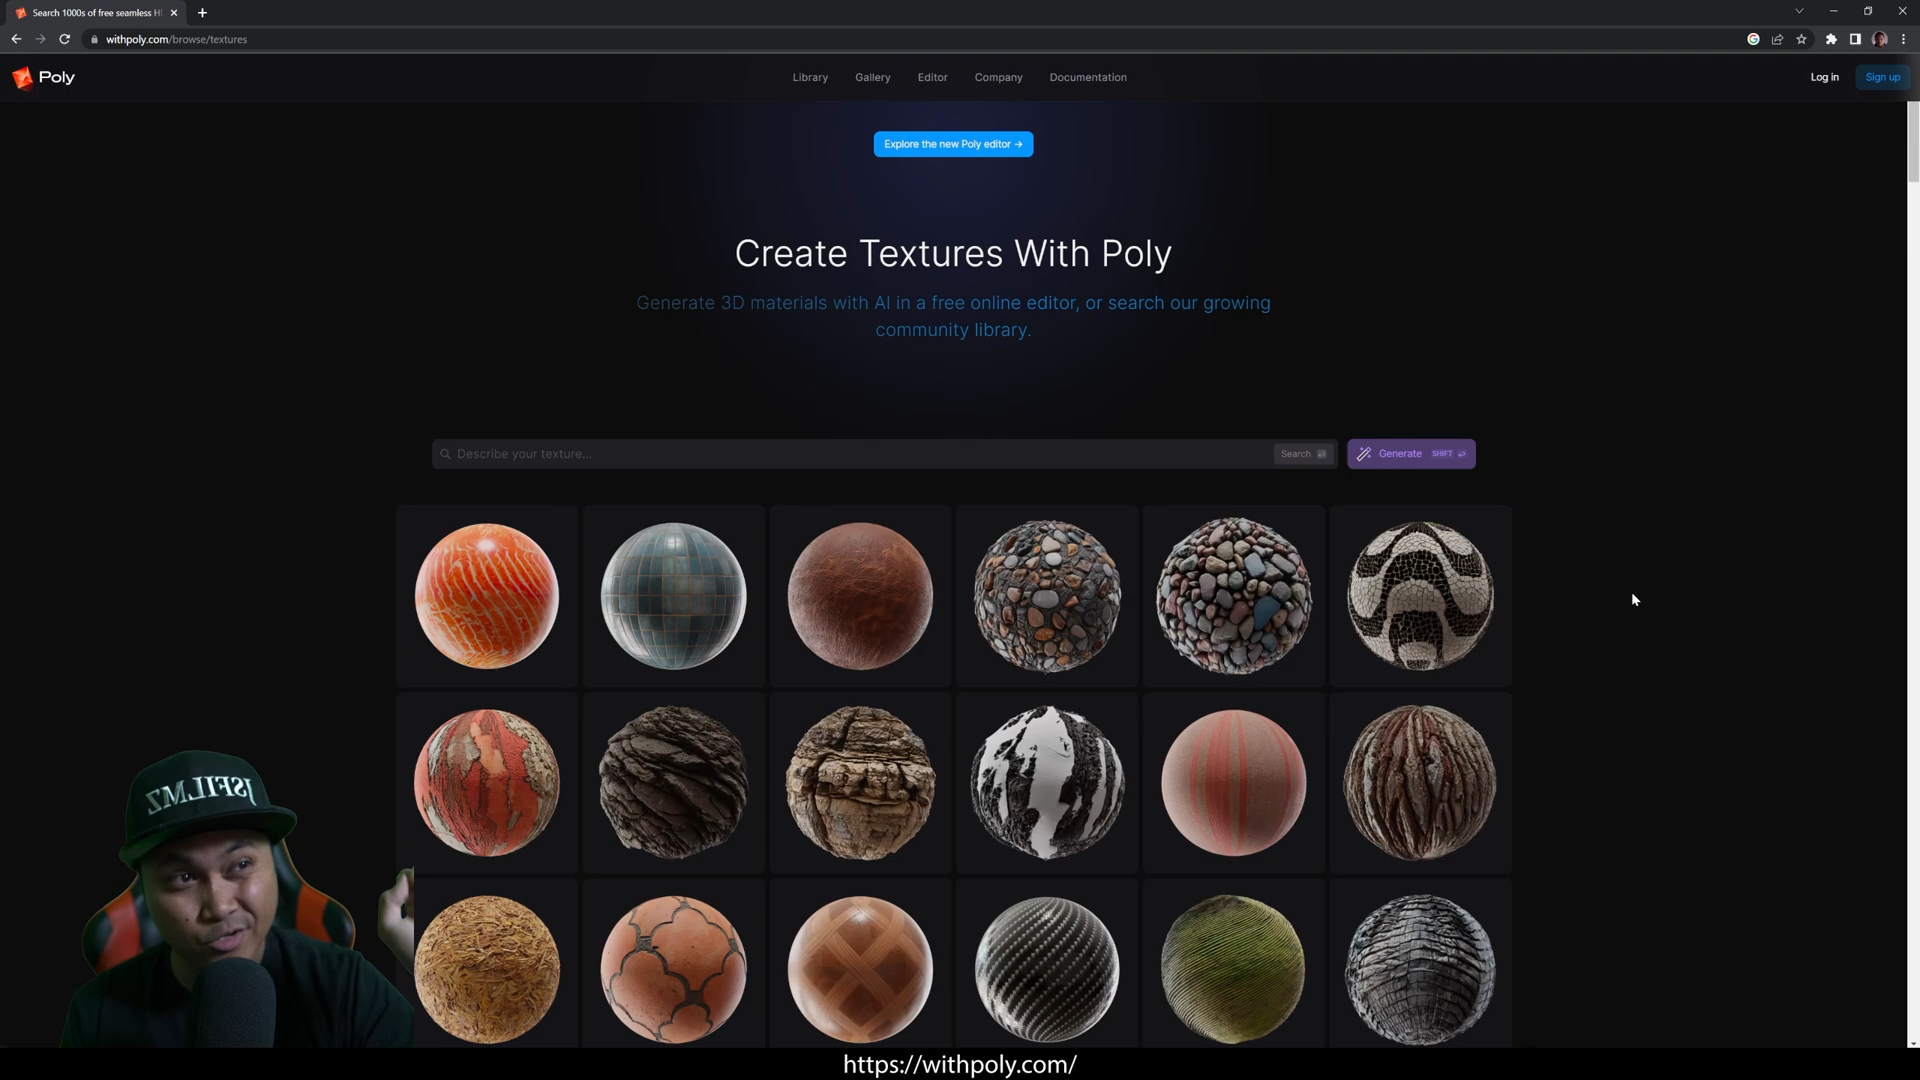 Search 1000s of free seamless H
withpoly.com/browse/textures
Poly
Library
Gallery
Editor
Company
Documentation
Log in
Sign up
Explore the new Poly editor →
Create Textures With Poly
Generate 3D materials with AI in a free online editor, or search our growing
community library.
Describe your texture...
Search
Generate
SHIFT
JSFILMZ
https://withpoly.com/